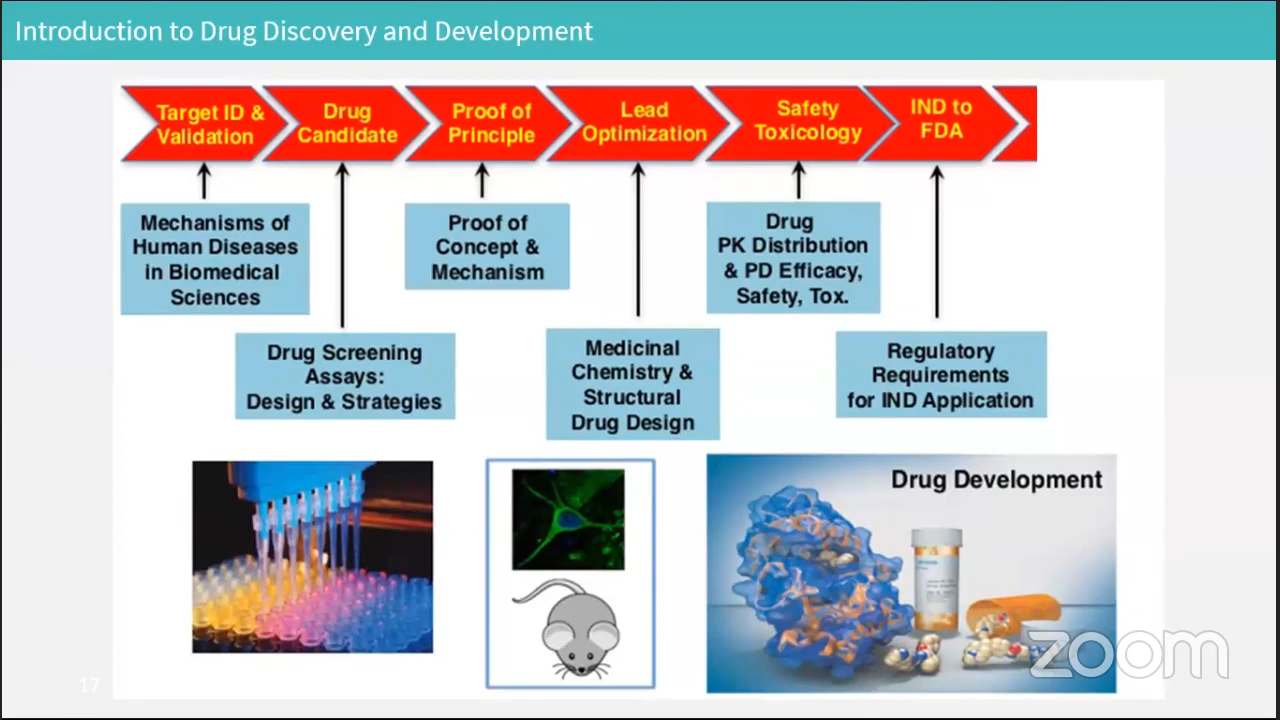 Introduction to Drug Discovery and Development
Target ID &
Validation
Drug
Candidate
Proof of
Principle
Lead
Optimization
Safety
Toxicology
IND to
FDA
Mechanisms of
Human Diseases
in Biomedical
Sciences
Drug Screening
Assays:
Design & Strategies
Proof of
Concept &
Mechanism
Medicinal
Chemistry &
Structural
Drug Design
Drug
PK Distribution
& PD Efficacy,
Safety, Tox.
Regulatory
Requirements
for IND Application
Drug Development
zoom
17